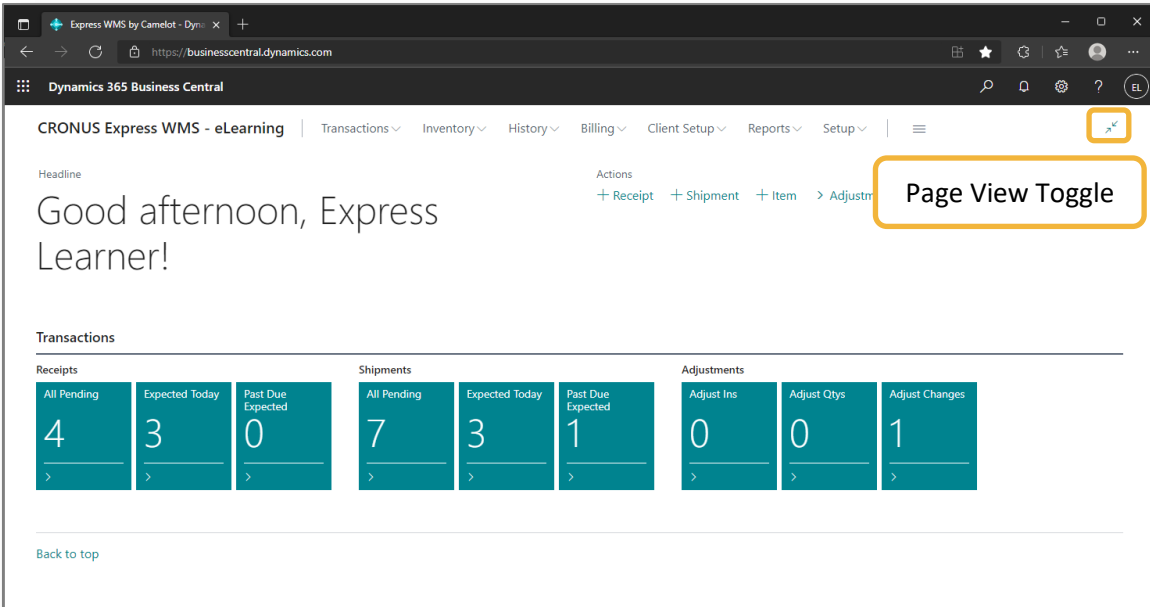 Express WMS by Camelot - Dyna
https://businesscentral.dynamics.com
Dynamics 365 Business Central
EL
CRONUS Express WMS - eLearning
Transactions Inventory History Billing Client Setup Reports Setup
Headline
Good afternoon, Express
Learner!
Actions
+ Receipt + Shipment + Item > Adjustm
Page View Toggle
Transactions
Receipts
All Pending
4
Expected Today
3
Past Due
Expected
0
Shipments
All Pending
7
Expected Today
3
Past Due
Expected
1
Adjustments
Adjust Ins
0
Adjust Qtys
0
Adjust Changes
1
Back to top